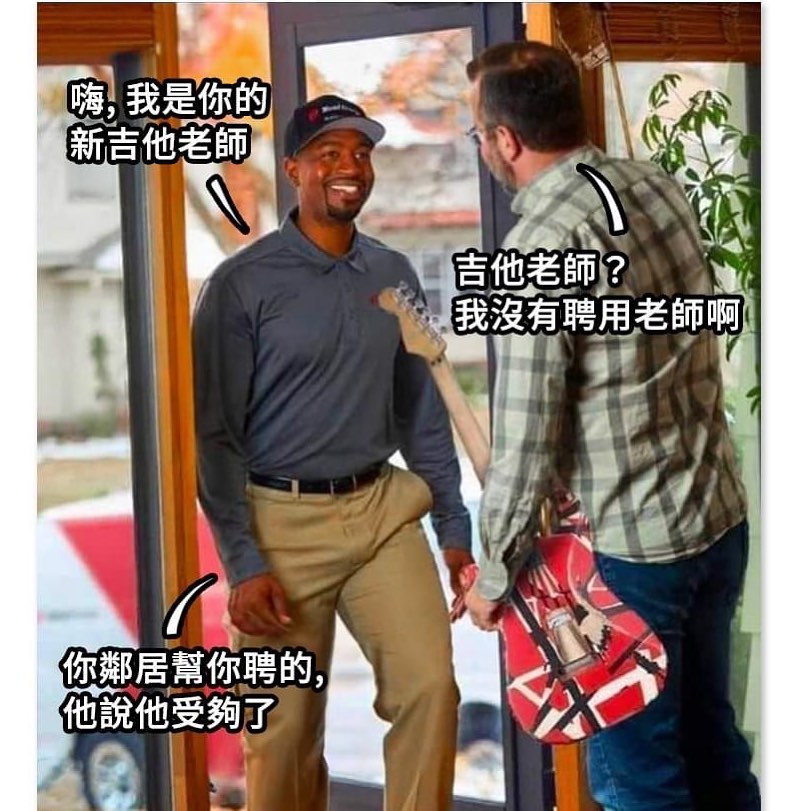 嗨, 我是你的
新吉他老師
吉他老師？
我沒有聘用老師啊
你鄰居幫你聘的,
他說他受夠了